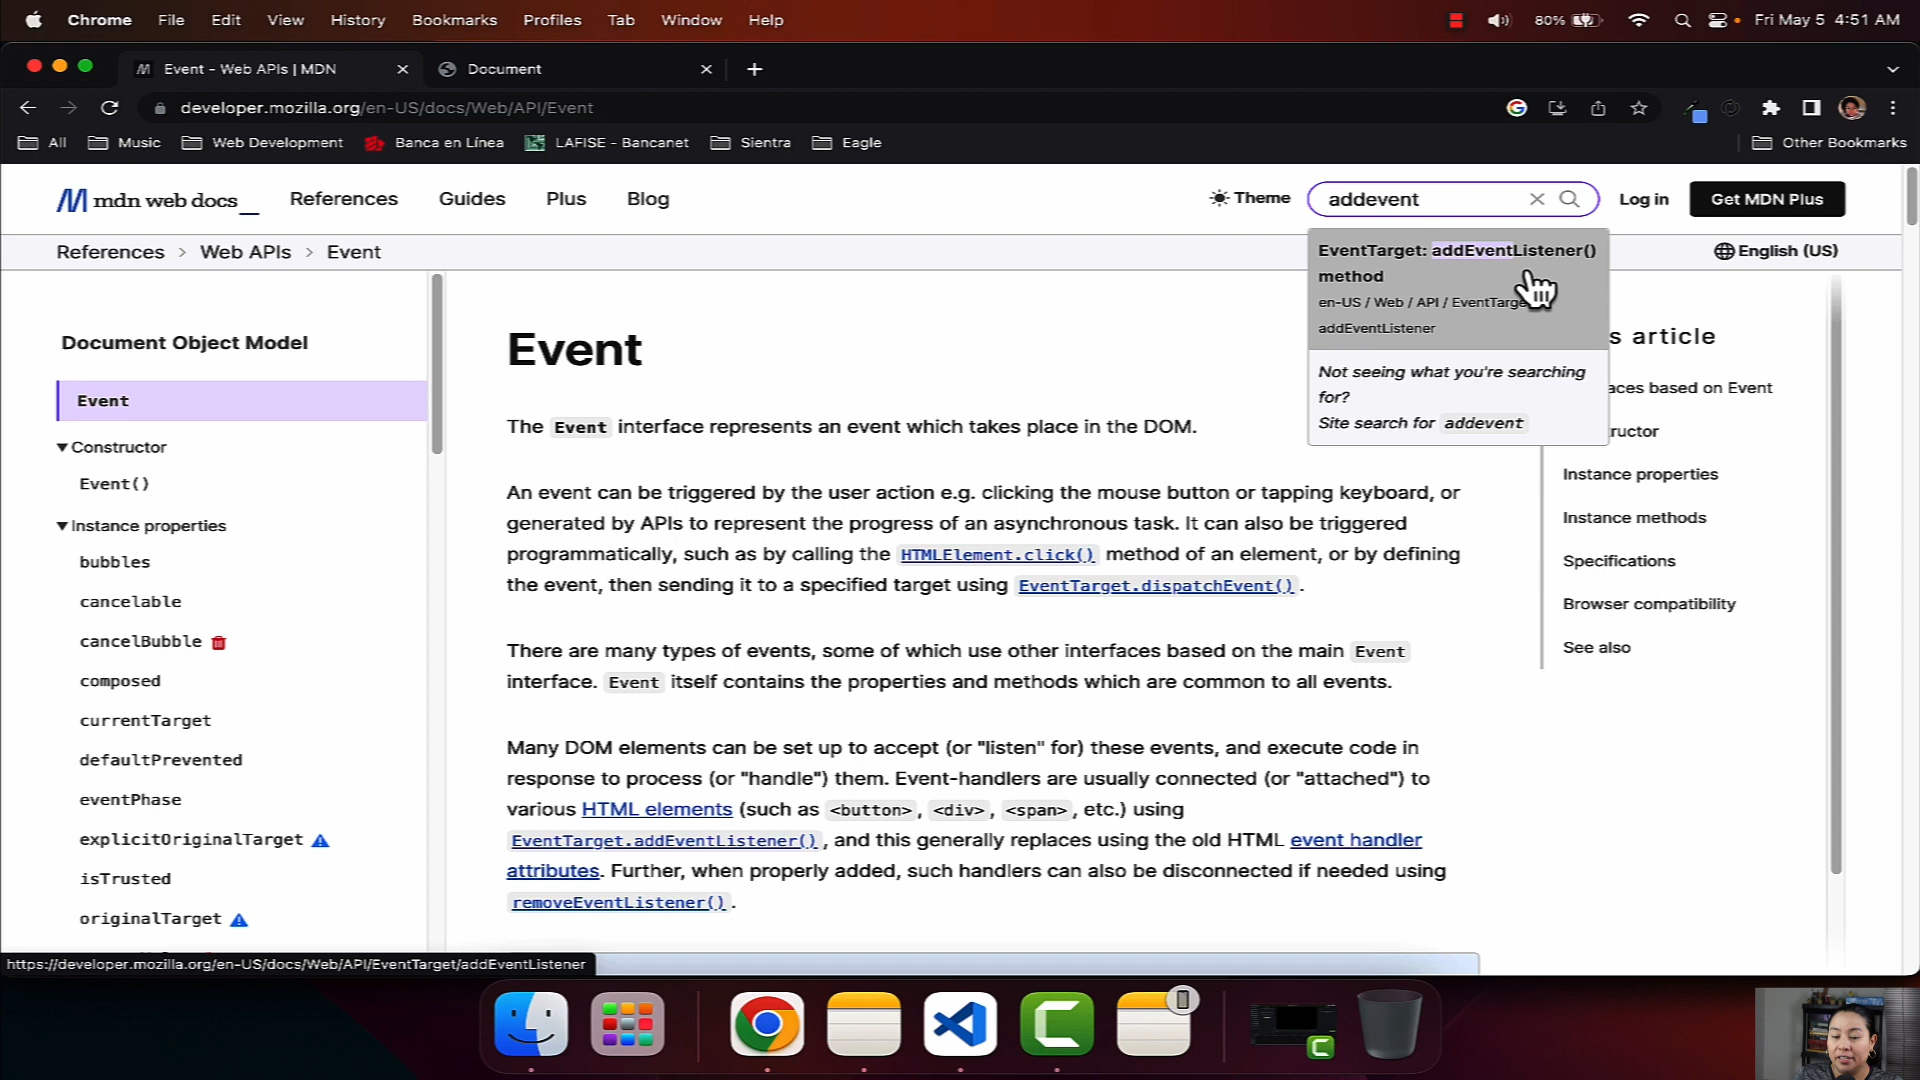 Chrome File Edit View History Bookmarks Profiles Tab Window Help 80% Fri May 5 4:51 AM
Event - Web APIs | MDN Document
developer.mozilla.org/en-US/docs/Web/API/Event
All Music Web Development Banca en Línea LAFISE - Bancanet Sientra Eagle Other Bookmarks
mdn web docs_ References Guides Plus Blog Theme addevent Log in Get MDN Plus
References > Web APIs > Event English (US)
EventTarget: addEventListener()
method
en-US / Web / API / EventTarge
addEventListener
Not seeing what you're searching
for?
Site search for addevent
Document Object Model
Event
Constructor
Event()
Instance properties
bubbles
cancelable
cancelBubble
composed
currentTarget
defaultPrevented
eventPhase
explicitOriginalTarget
isTrusted
originalTarget
Event
The Event interface represents an event which takes place in the DOM.
An event can be triggered by the user action e.g. clicking the mouse button or tapping keyboard, or
generated by APIs to represent the progress of an asynchronous task. It can also be triggered
programmatically, such as by calling the HTMLElement.click() method of an element, or by defining
the event, then sending it to a specified target using EventTarget.dispatchEvent().
There are many types of events, some of which use other interfaces based on the main Event
interface. Event itself contains the properties and methods which are common to all events.
Many DOM elements can be set up to accept (or "listen" for) these events, and execute code in
response to process (or "handle") them. Event-handlers are usually connected (or "attached") to
various HTML elements (such as <button>, <div>, <span>, etc.) using
EventTarget.addEventListener(), and this generally replaces using the old HTML event handler
attributes. Further, when properly added, such handlers can also be disconnected if needed using
removeEventListener().
s article
aces based on Event
ructor
Instance properties
Instance methods
Specifications
Browser compatibility
See also
https://developer.mozilla.org/en-US/docs/Web/API/EventTarget/addEventListener